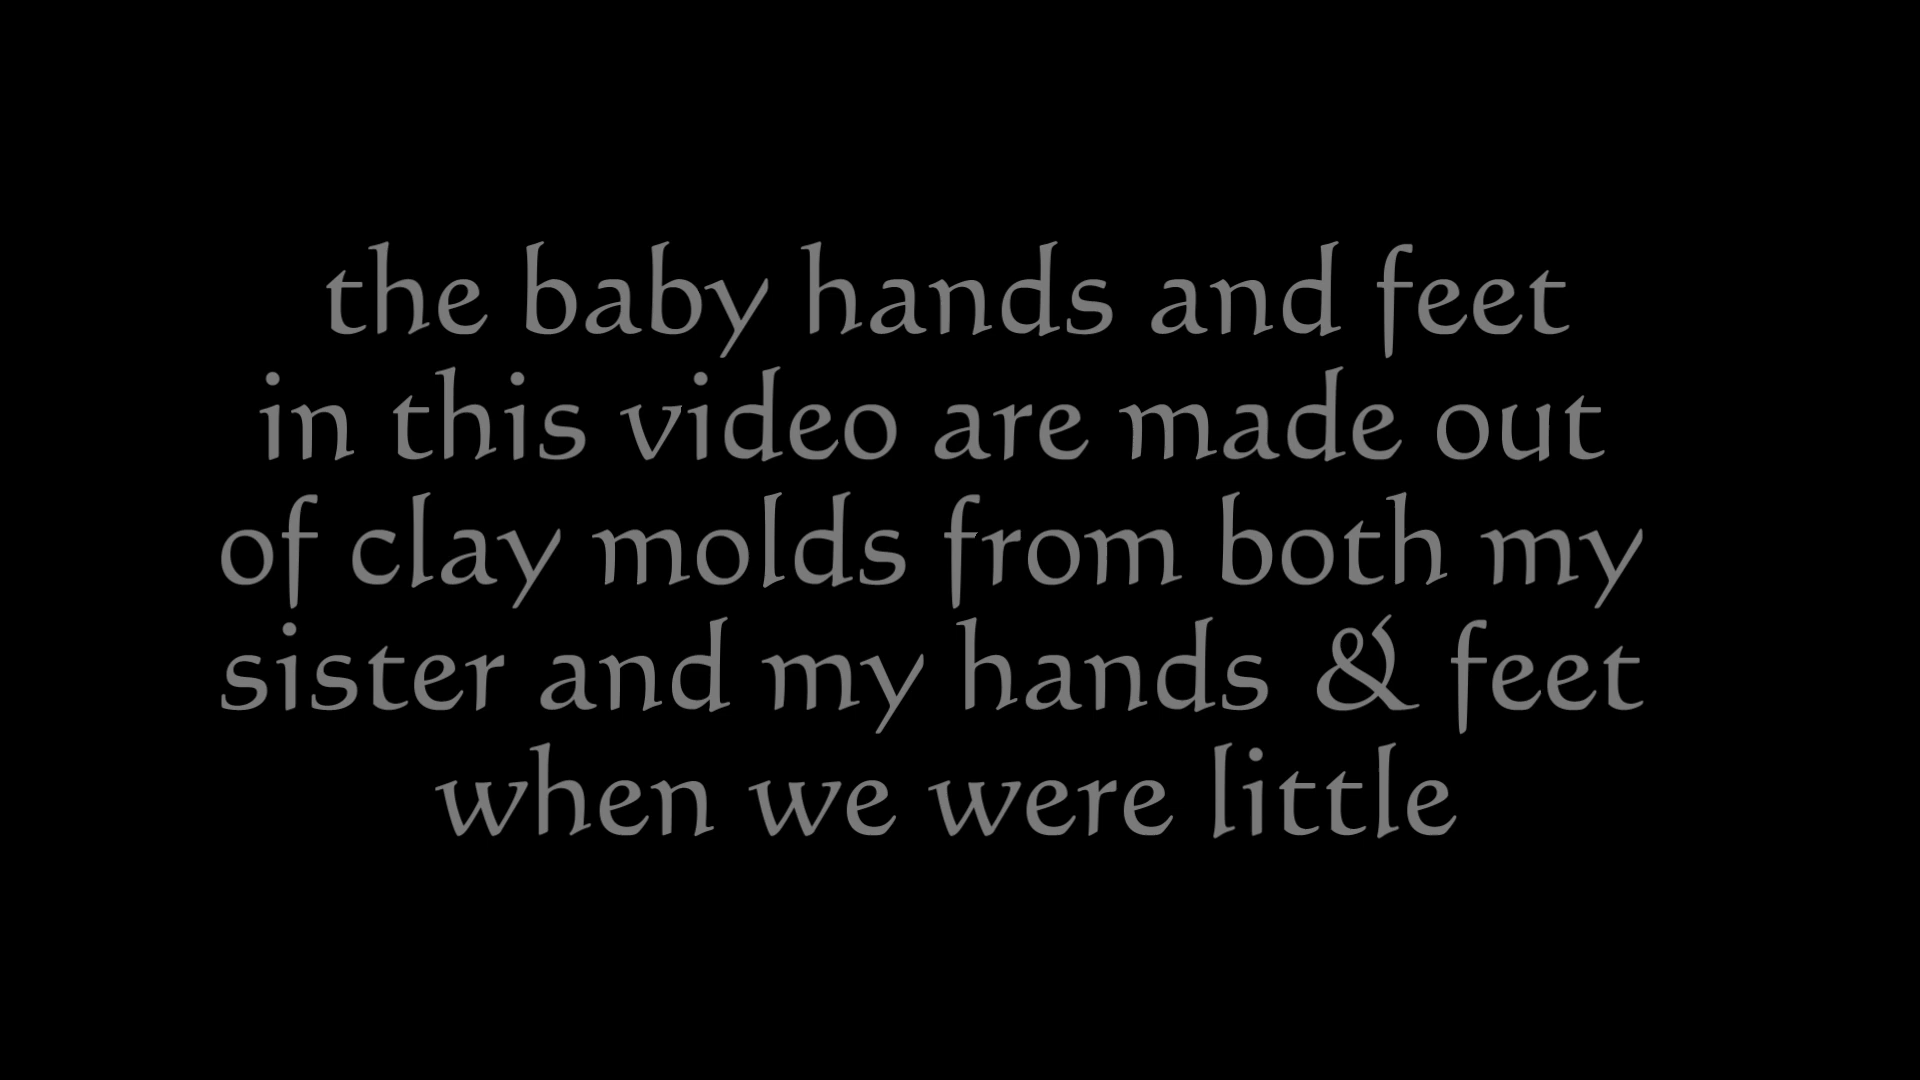 the baby hands and feet
in this video are made out
of clay molds from both my
sister and my hands & feet
when we were little